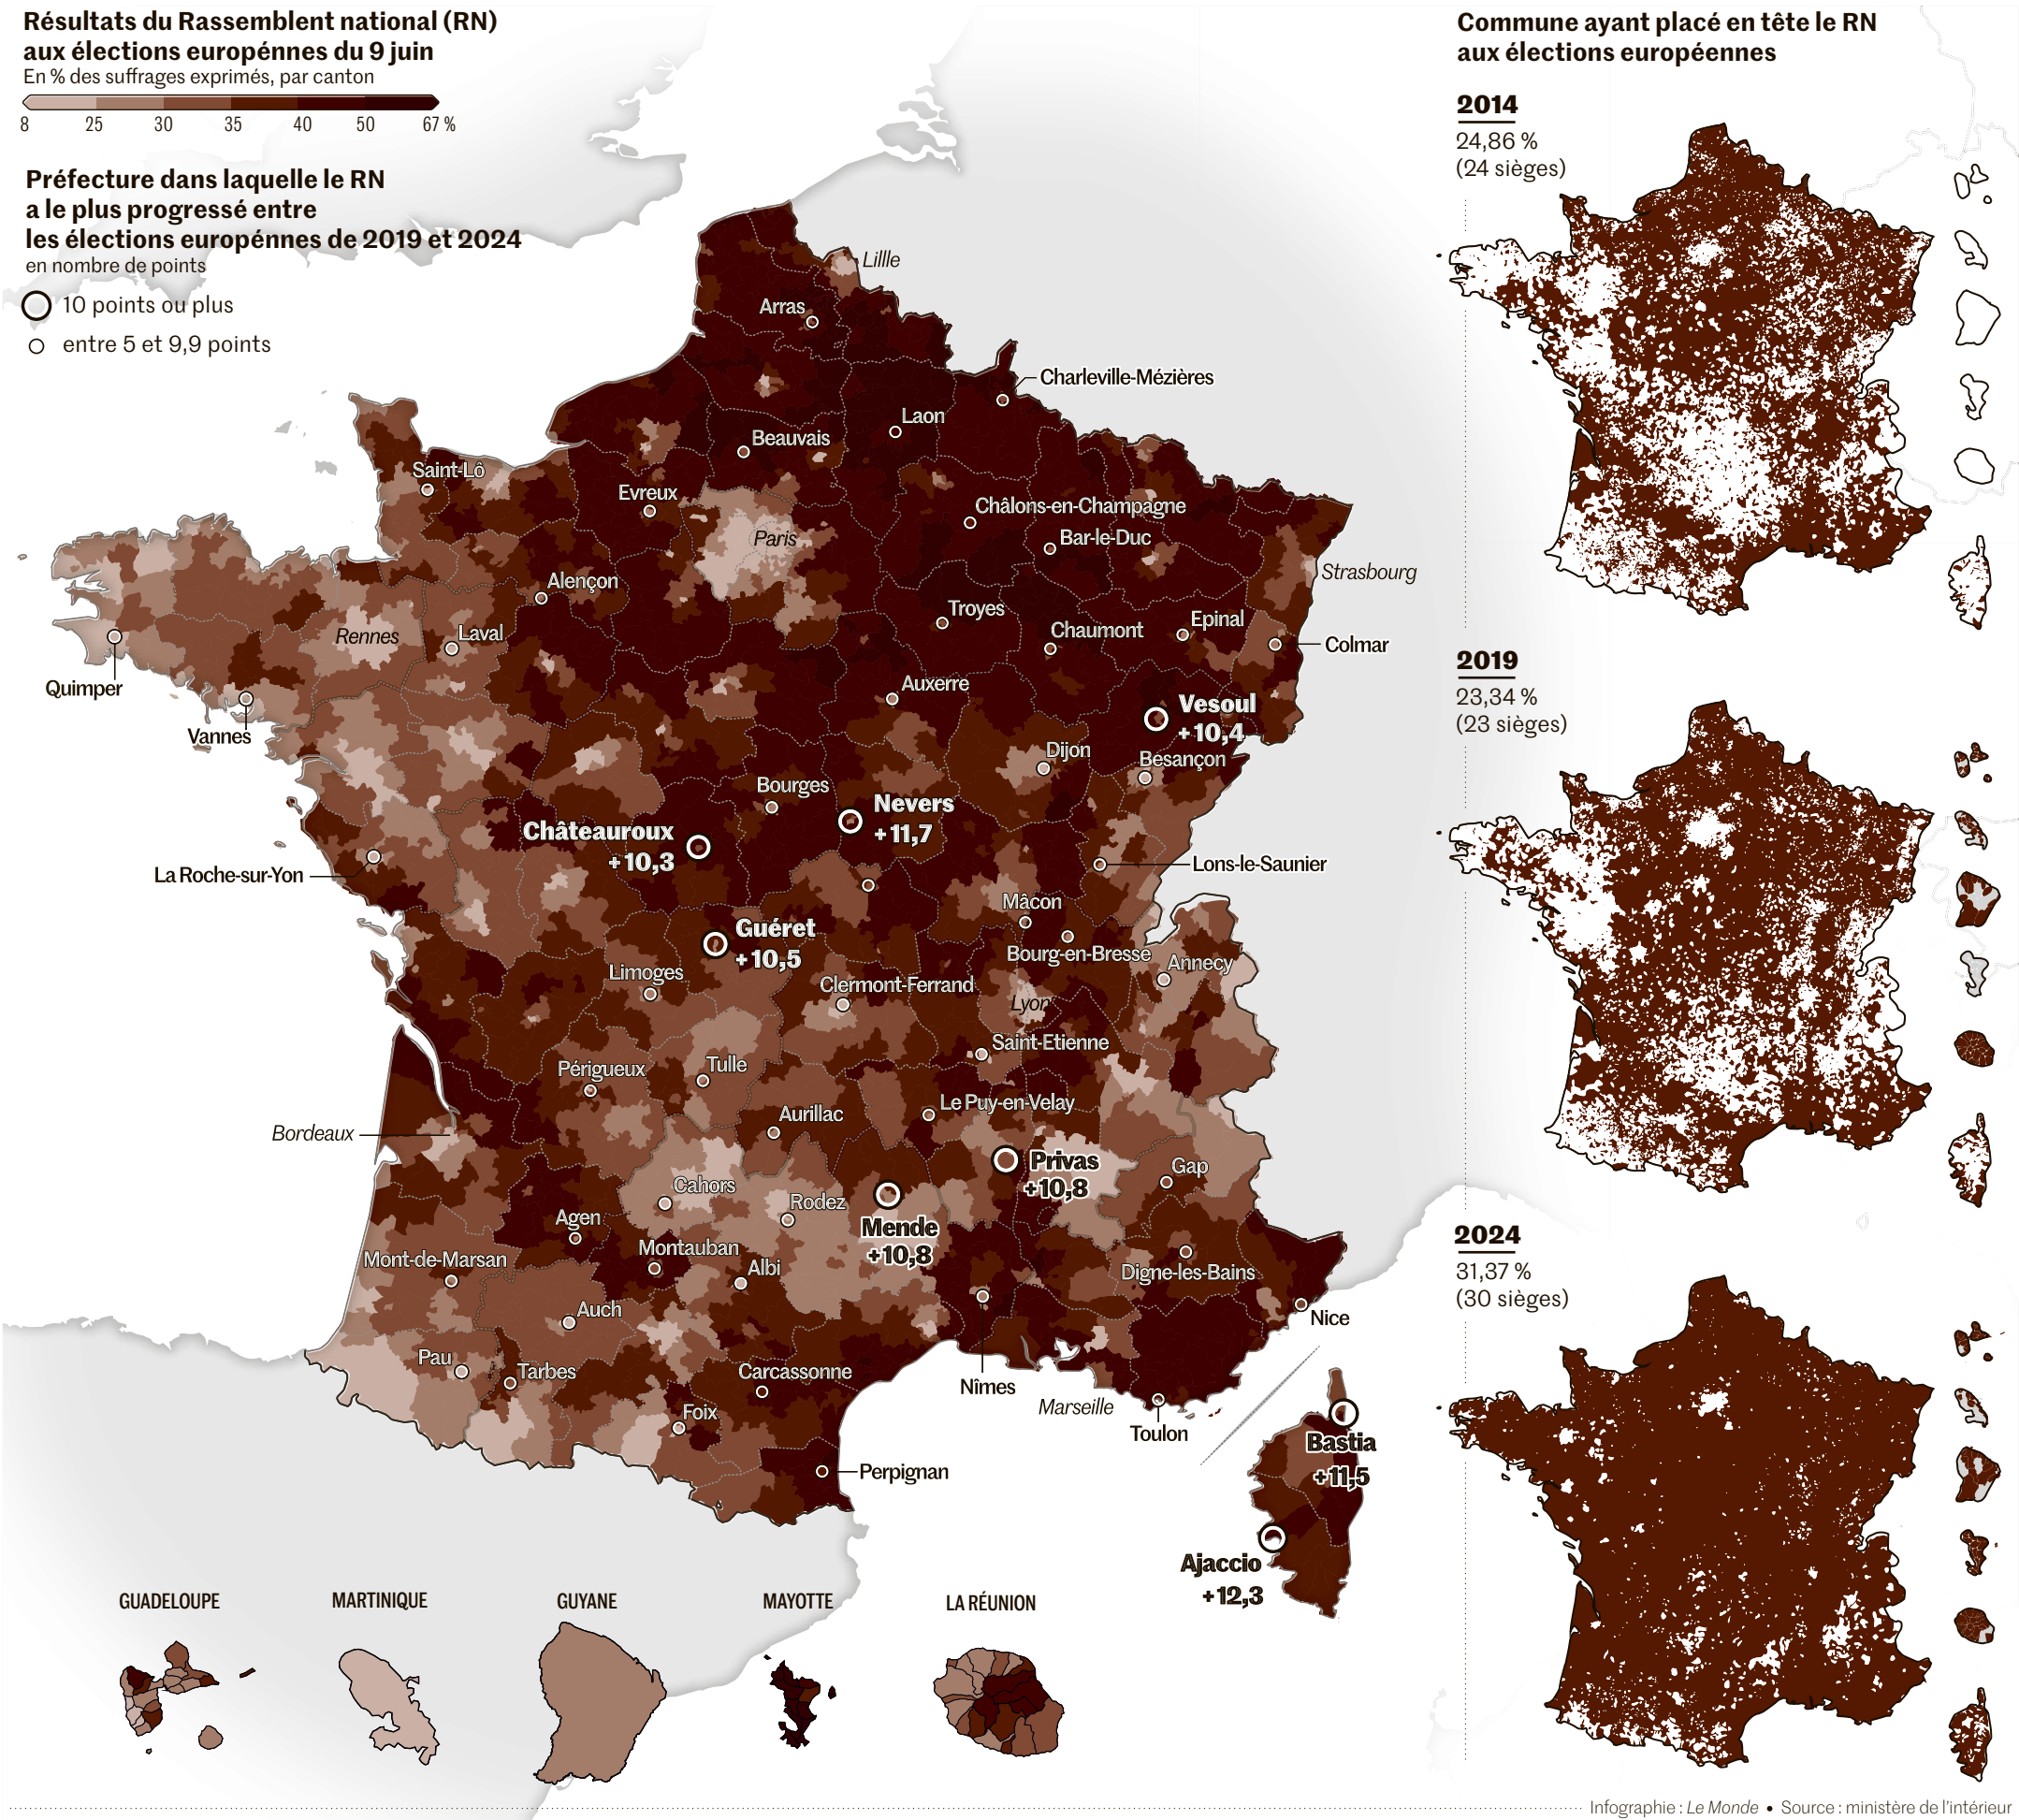 Résultats du Rassemblent national (RN)
aux élections europénnes du 9 juin
En % des suffrages exprimés, par canton
8 25 30 35 40 50 67 %
Préfecture dans laquelle le RN
a le plus progressé entre
les élections europénnes de 2019 et 2024
en nombre de points
10 points ou plus
entre 5 et 9,9 points
Lillle
Arras
Charleville-Mézières
Laon
Beauvais
Saint-Lô
Evreux
Châlons-en-Champagne
Paris
Bar-le-Duc
Strasbourg
Alençon
Troyes
Epinal
Rennes
Laval
Chaumont
Colmar
Quimper
Auxerre
Vesoul
+10,4
Vannes
Dijon
Besançon
Bourges
Nevers
+11,7
Châteauroux
+10,3
La Roche-sur-Yon
Lons-le-Saunier
Mâcon
Guéret
+10,5
Bourg-en-Bresse
Annecy
Limoges
Clermont-Ferrand
Lyon
Saint-Etienne
Périgueux
Tulle
Le Puy-en-Velay
Aurillac
Bordeaux
Privas
+10,8
Gap
Cahors
Rodez
Agen
Mende
+10,8
Montauban
Mont-de-Marsan
Albi
Digne-les-Bains
Auch
Nice
Pau
Tarbes
Carcassonne
Nîmes
Marseille
Foix
Toulon
Bastia
+11,5
Perpignan
Ajaccio
+12,3
GUADELOUPE
MARTINIQUE
GUYANE
MAYOTTE
LA RÉUNION
Commune ayant placé en tête le RN
aux élections européennes
2014
24,86 %
(24 sièges)
2019
23,34 %
(23 sièges)
2024
31,37 %
(30 sièges)
Infographie : Le Monde • Source : ministère de l'intérieur